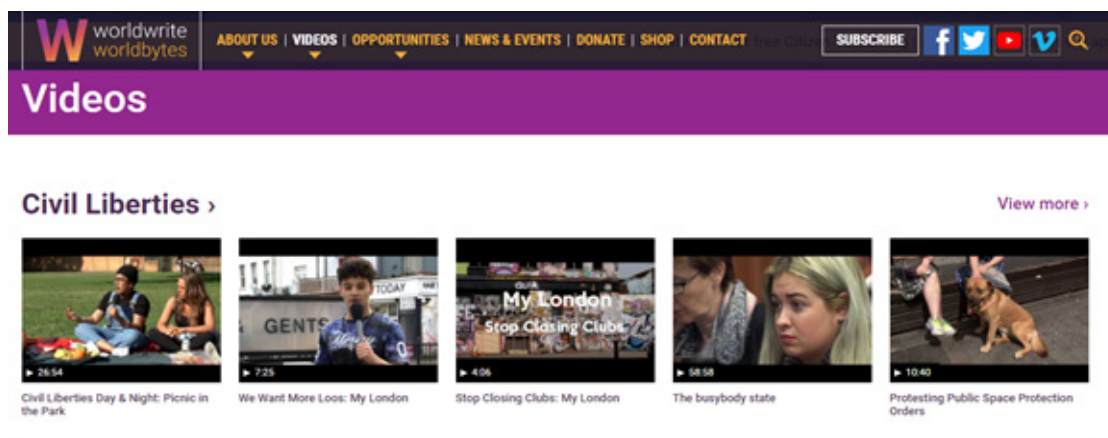 worldwrite
worldbytes
ABOUT US | VIDEOS | OPPORTUNITIES | NEWS & EVENTS | DONATE | SHOP | CONTACT
SUBSCRIBE
Videos
Civil Liberties ›
View more ›
GENTS
TODAY
My London
Stop Closing Clubs
26:54
7:25
4:06
58:58
10:40
Civil Liberties Day & Night: Picnic in
the Park
We Want More Loos: My London
Stop Closing Clubs: My London
The busybody state
Protesting Public Space Protection
Orders